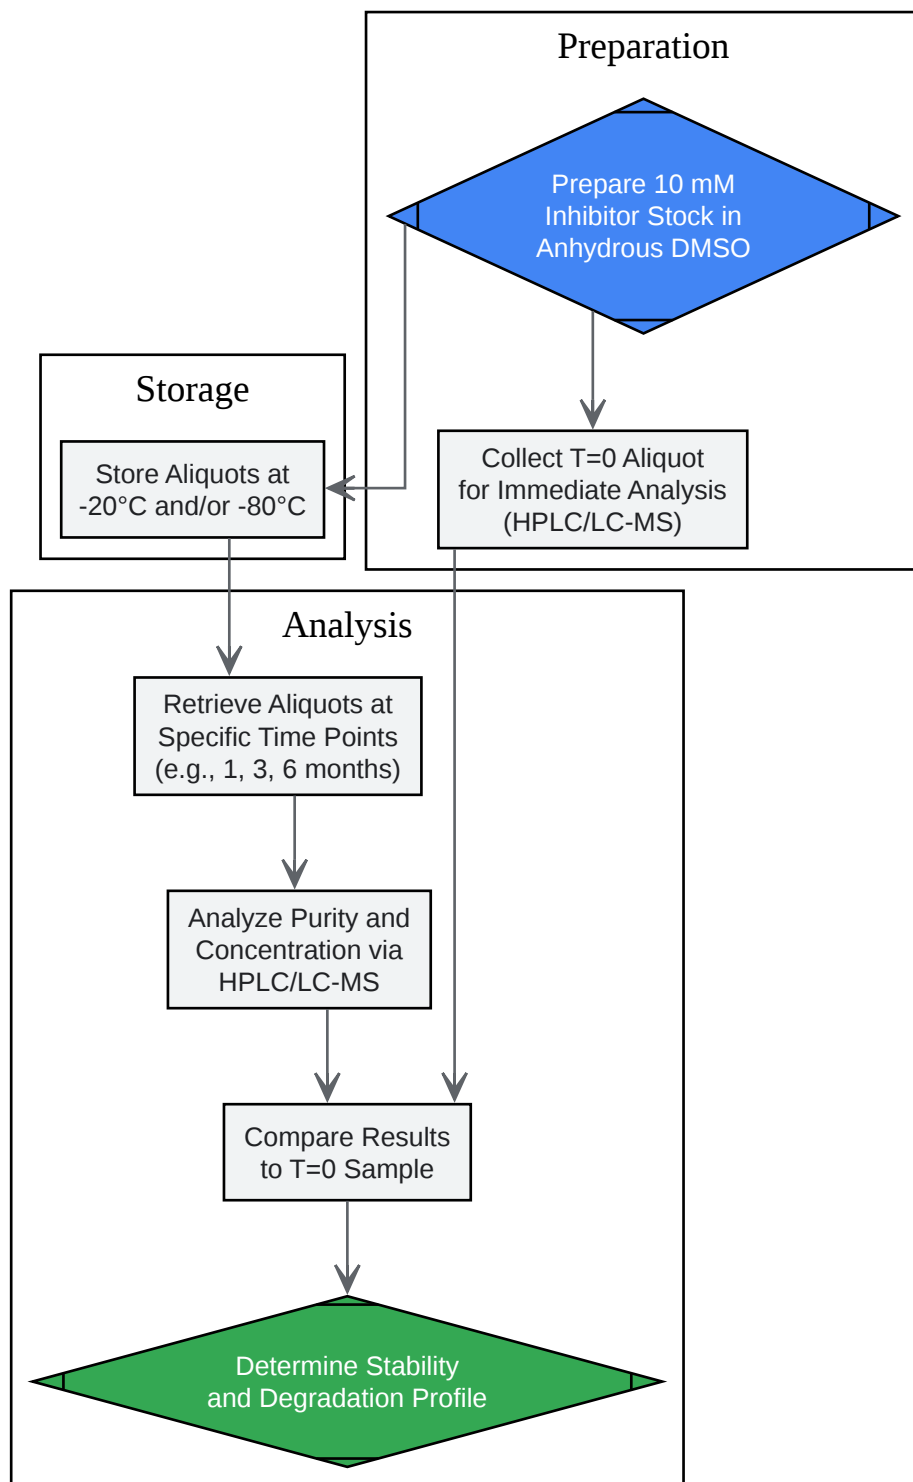 Preparation
Prepare 10 mM
Inhibitor Stock in
Anhydrous DMSO
Storage
Store Aliquots at
-20°C and/or -80°C
Collect T=0 Aliquot
for Immediate Analysis
(HPLC/LC-MS)
Analysis
Retrieve Aliquots at
Specific Time Points
(e.g., 1, 3, 6 months)
Analyze Purity and
Concentration via
HPLC/LC-MS
Compare Results
to T=0 Sample
Determine Stability
and Degradation Profile